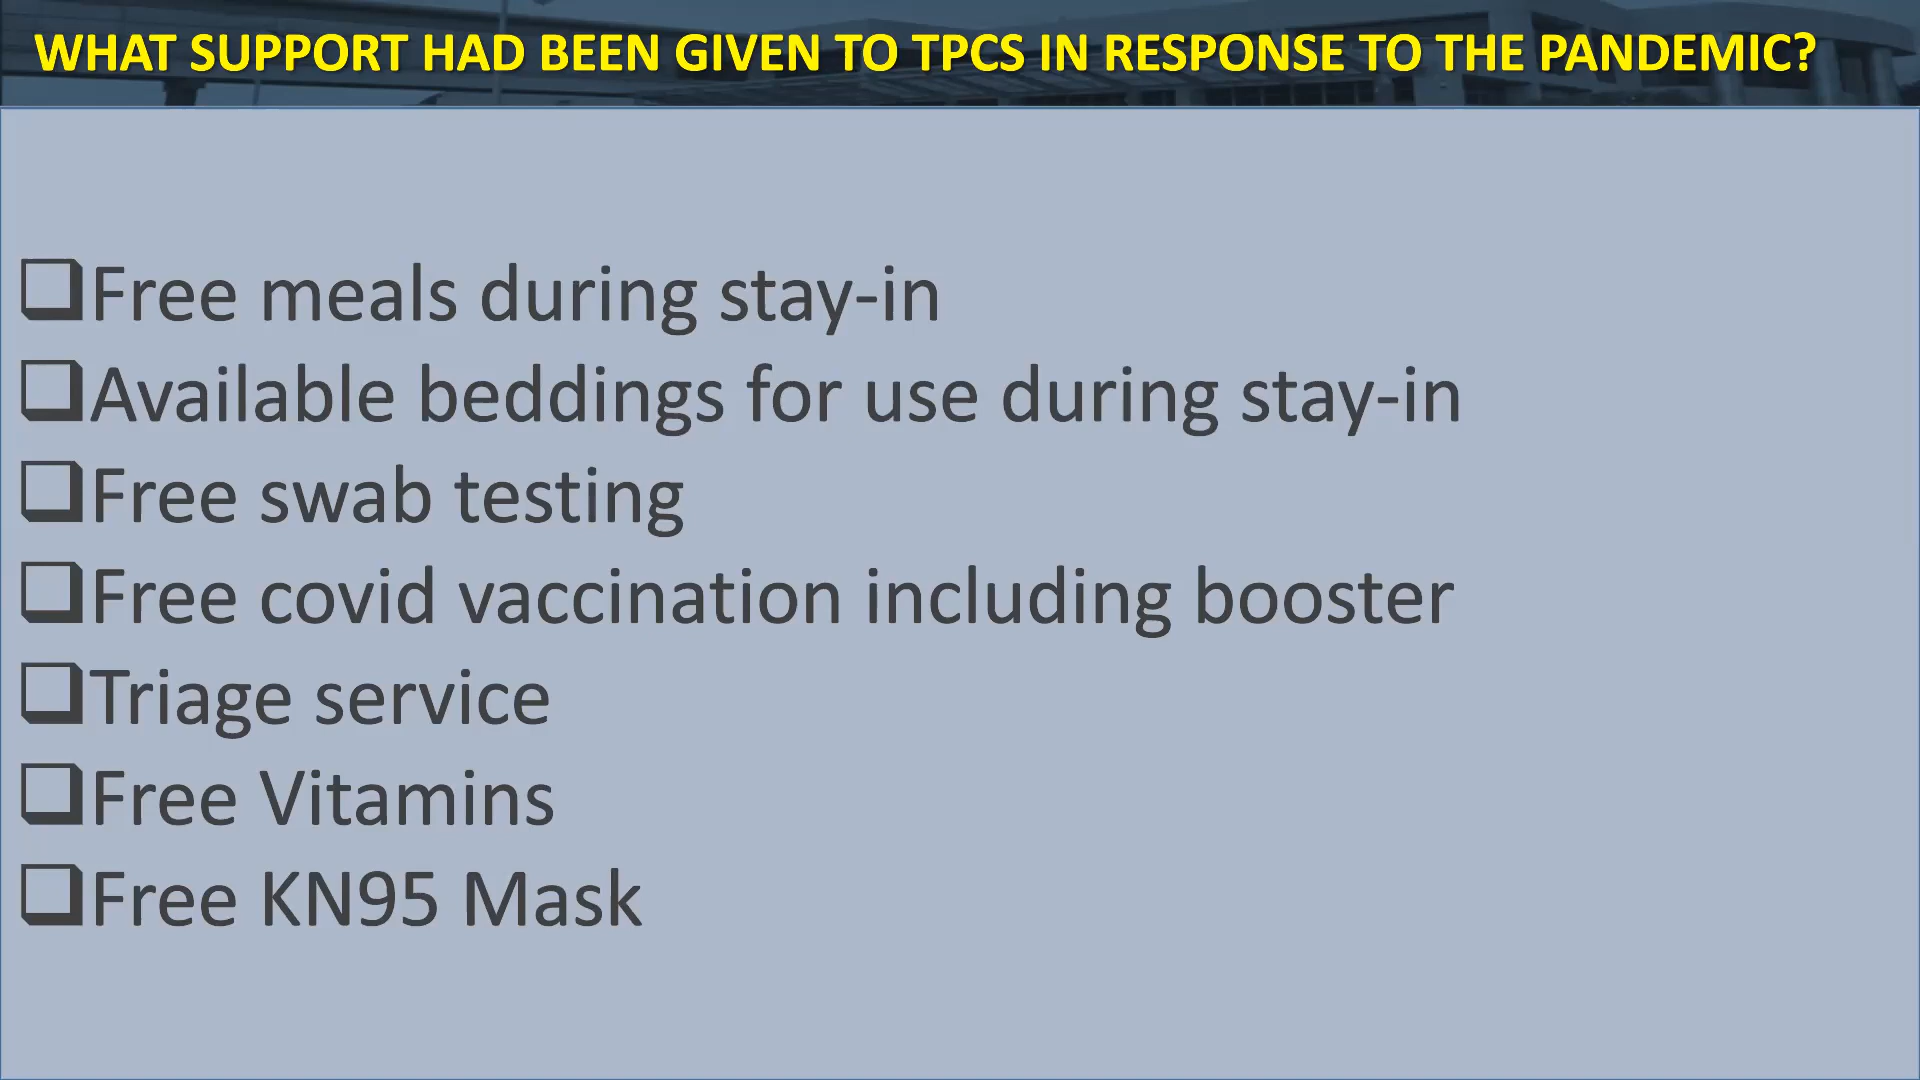 WHAT SUPPORT HAD BEEN GIVEN TO TPCS IN RESPONSE TO THE PANDEMIC?
Free meals during stay-in
Available beddings for use during stay-in
Free swab testing
Free covid vaccination including booster
Triage service
Free Vitamins
Free KN95 Mask